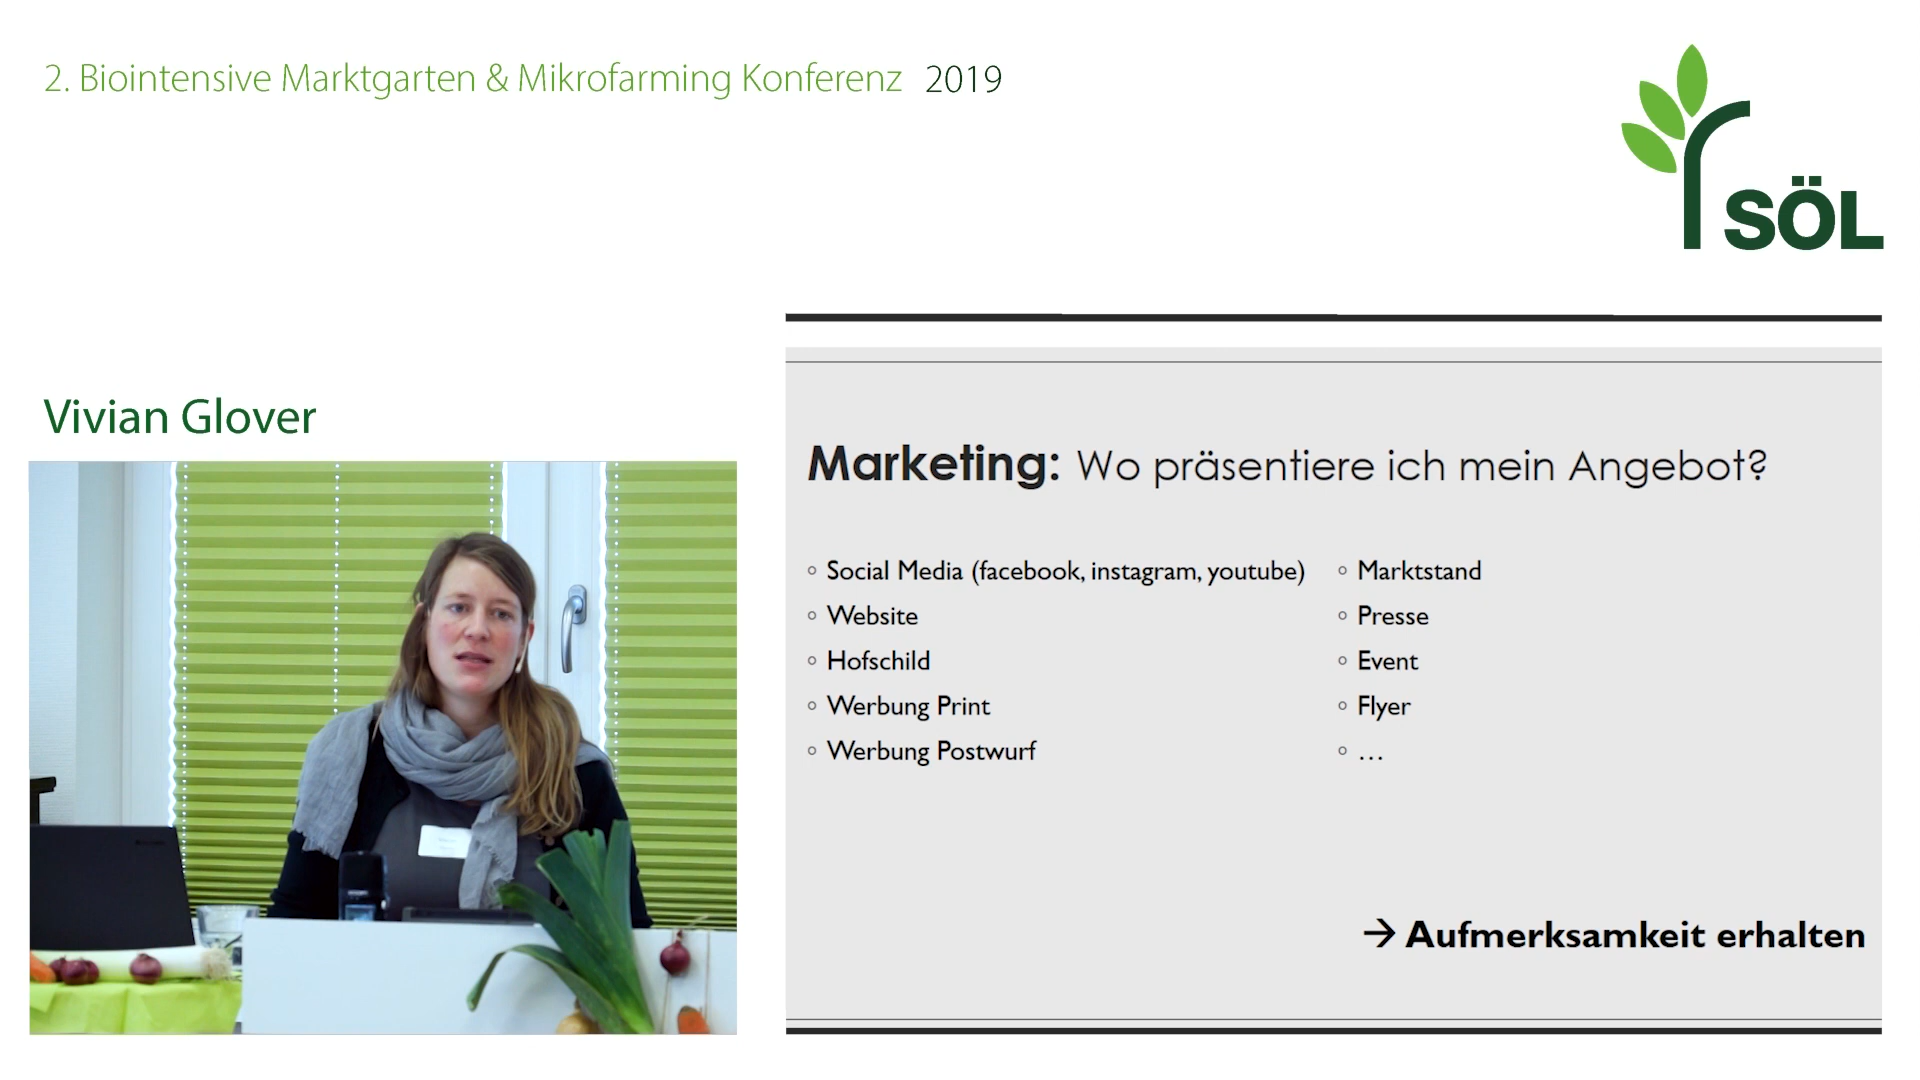 2. Biointensive Marktgarten & Mikrofarming Konferenz 2019
SÖL
Vivian Glover
Marketing: Wo präsentiere ich mein Angebot?
◦ Social Media (facebook, instagram, youtube)
◦ Website
◦ Hofschild
◦ Werbung Print
◦ Werbung Postwurf
◦ Marktstand
◦ Presse
◦ Event
◦ Flyer
◦ …
→ Aufmerksamkeit erhalten